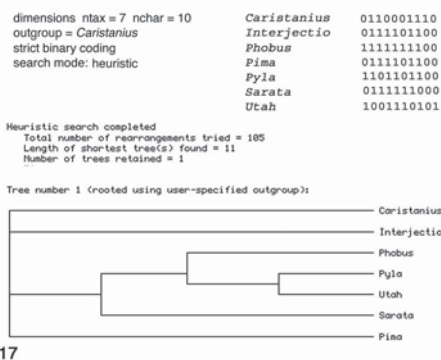 dimensions ntax = 7 nchar = 10
outgroup = Caristanius
strict binary coding
search mode: heuristic
Caristanius 0110001110
Interjectio 0111101100
Phobus 1111111100
Pima 0111101100
Pyla 1101101100
Sarata 0111111000
Utah 1001110101
Heuristic search completed
Total number of rearrangements tried = 105
Length of shortest tree(s) found = 11
Number of trees retained = 1
Tree number 1 (rooted using user-specified outgroup):
Caristanius
Interjectio
Phobus
Pyla
Utah
Sarata
Pima
17